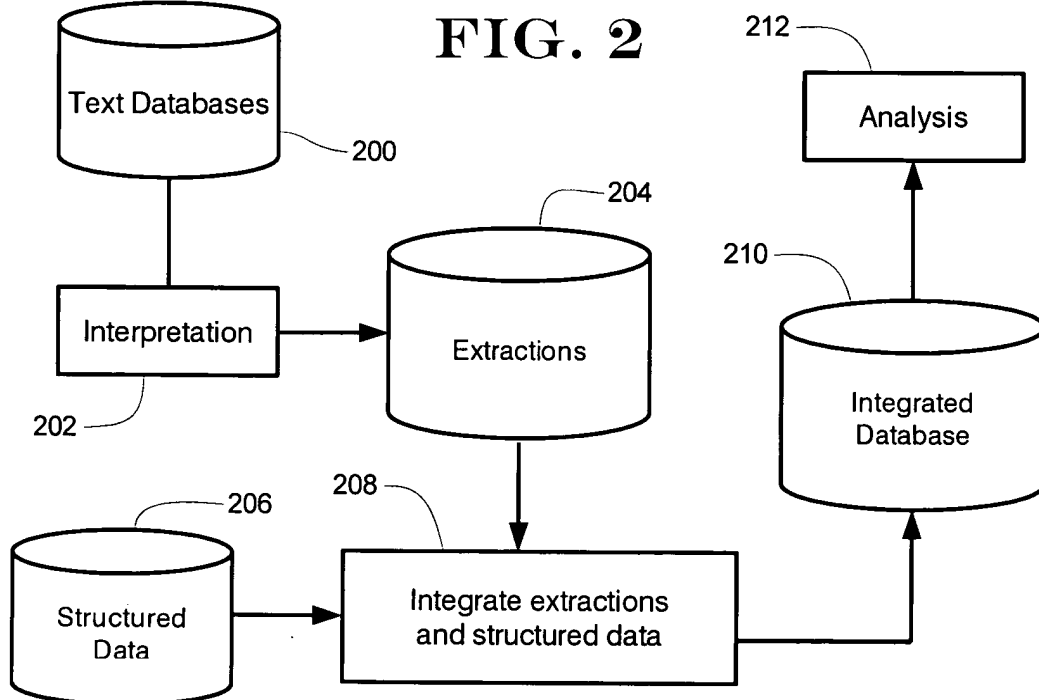 FIG. 2
212
Text Databases
Analysis
200
204
210
Interpretation
Extractions
202
Integrated
Database
208
206
Integrate extractions
and structured data
Structured
Data